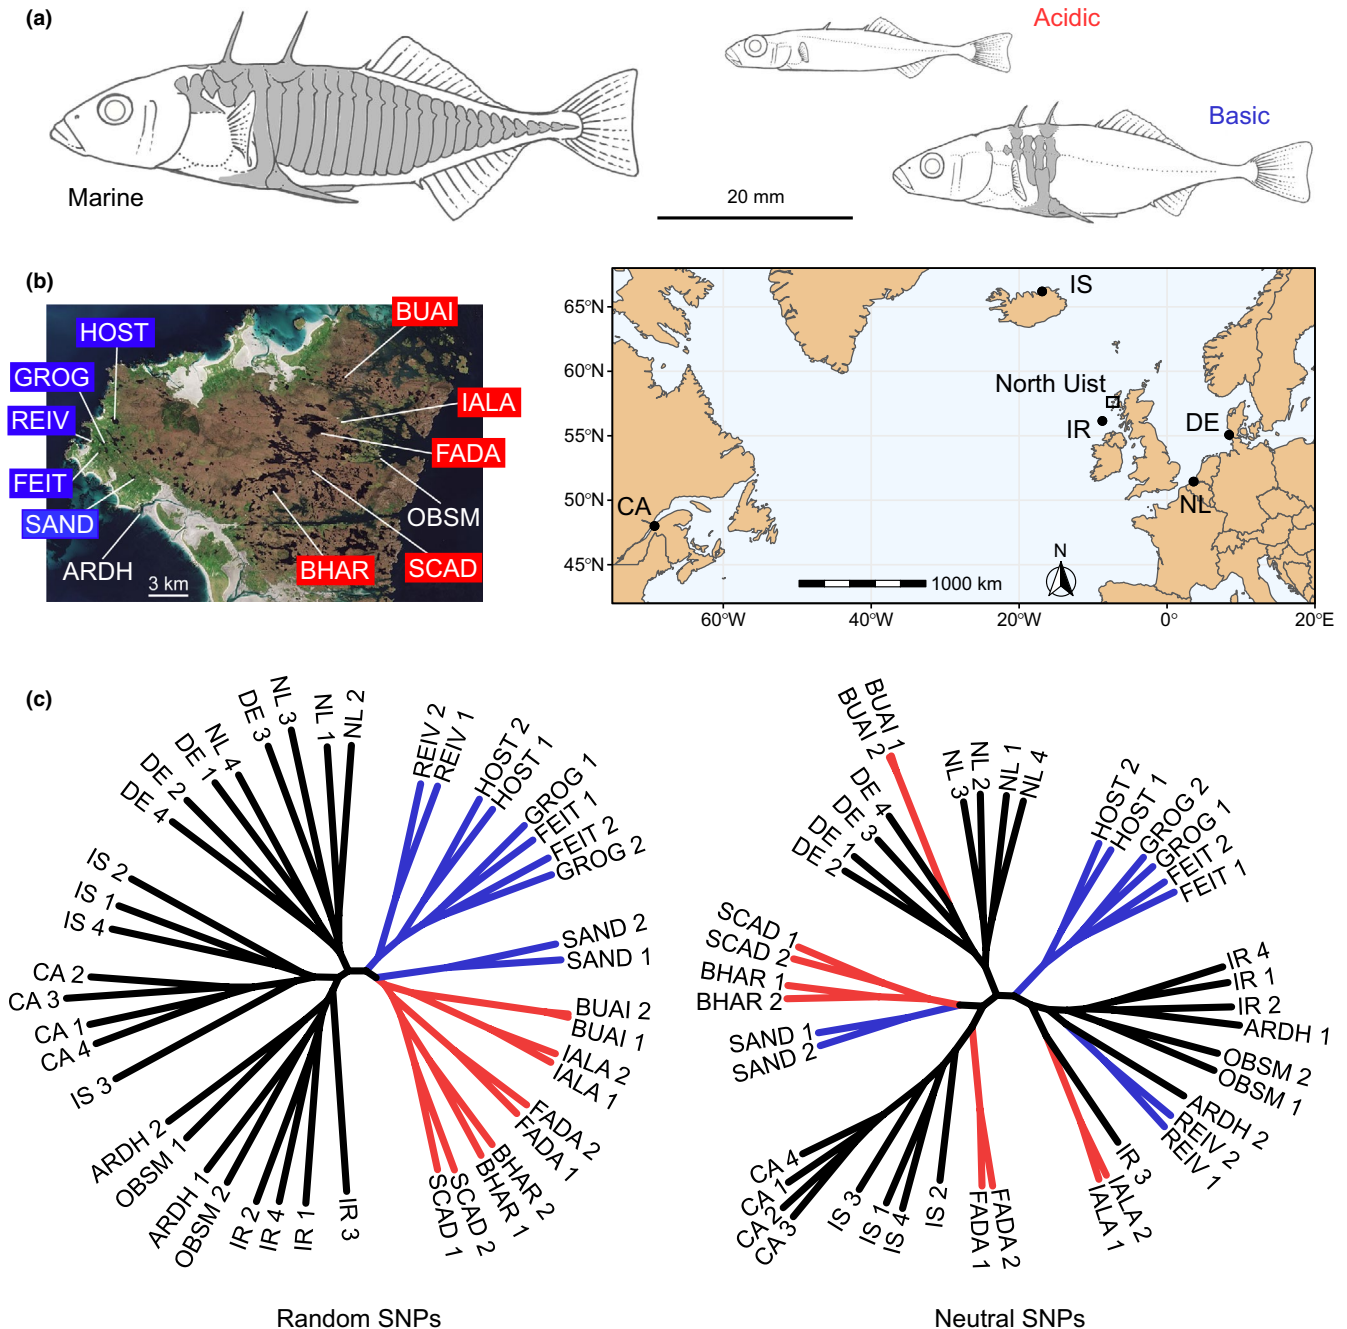 (a)
Acidic
Basic
Marine
20 mm
(b)
HOST
BUAI
GROG
IALA
REIV
FADA
FEIT
OBSM
SAND
ARDH
BHAR
SCAD
3 km
65°N
60°N
55°N
50°N
45°N
IS
North Uist
IR
DE
NL
CA
N
1000 km
60°W
40°W
20°W
0°
20°E
(c)
DE 4
DE 2
DE 1
NL 4
DE 3
NL 3
NL 1
NL 2
REIV 2
REIV 1
HOST 2
HOST 1
GROG 1
FEIT 1
FEIT 2
GROG 2
SAND 2
SAND 1
BUAI 2
BUAI 1
IALA 2
IALA 1
FADA 2
FADA 1
BHAR 2
BHAR 1
SCAD 2
SCAD 1
IR 3
IR 1
IR 4
IR 2
OBSM 2
ARDH 1
OBSM 1
ARDH 2
IS 3
CA 4
CA 1
CA 3
CA 2
IS 4
IS 1
IS 2
Random SNPs
BUAI 1
BUAI 2
DE 4
DE 3
DE 1
DE 2
NL 3
NL 2
NL 1
NL 4
HOST 2
HOST 1
GROG 2
GROG 1
FEIT 2
FEIT 1
IR 4
IR 1
IR 2
ARDH 1
OBSM 2
OBSM 1
ARDH 2
REIV 2
REIV 1
IR 3
IALA 2
IALA 1
FADA 2
FADA 1
IS 2
IS 4
IS 1
IS 3
CA 3
CA 2
CA 1
CA 4
SAND 2
SAND 1
BHAR 2
BHAR 1
SCAD 2
SCAD 1
Neutral SNPs